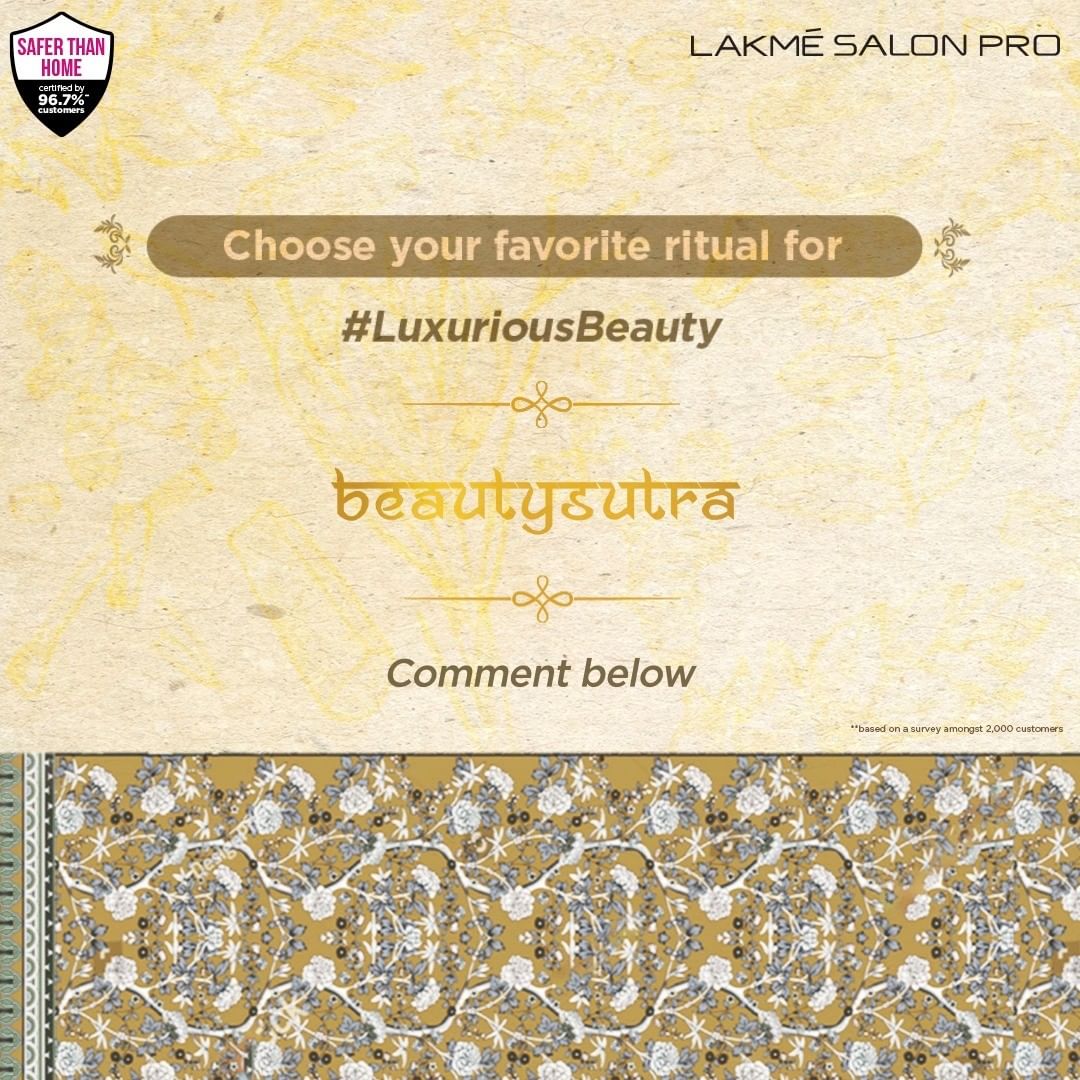 SAFER THAN
HOME
certified by
96.7%**
customers
LAKMÉ SALON PRO
Choose your favorite ritual for
#LuxuriousBeauty
beautysutra
Comment below
**based on a survey amongst 2,000 customers